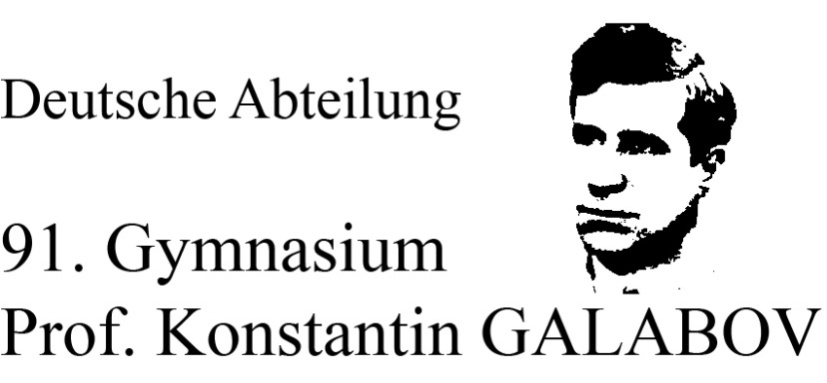 Deutsche Abteilung
91. Gymnasium
Prof. Konstantin GALABOV